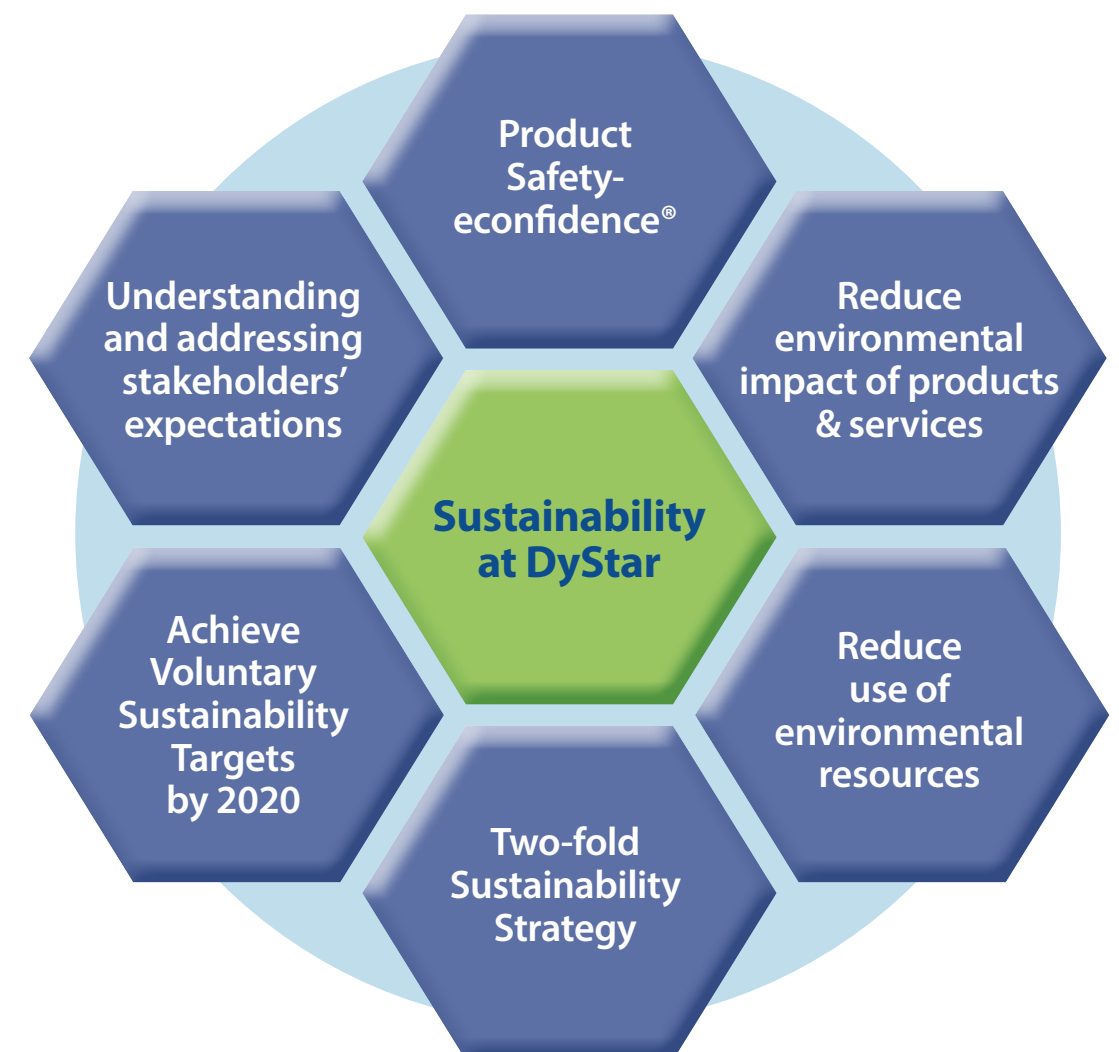 Product
Safety-
econfidence®
Understanding
and addressing
stakeholders’
expectations
Reduce
environmental
impact of products
& services
Sustainability
at DyStar
Achieve
Voluntary
Sustainability
Targets
by 2020
Reduce
use of
environmental
resources
Two-fold
Sustainability
Strategy